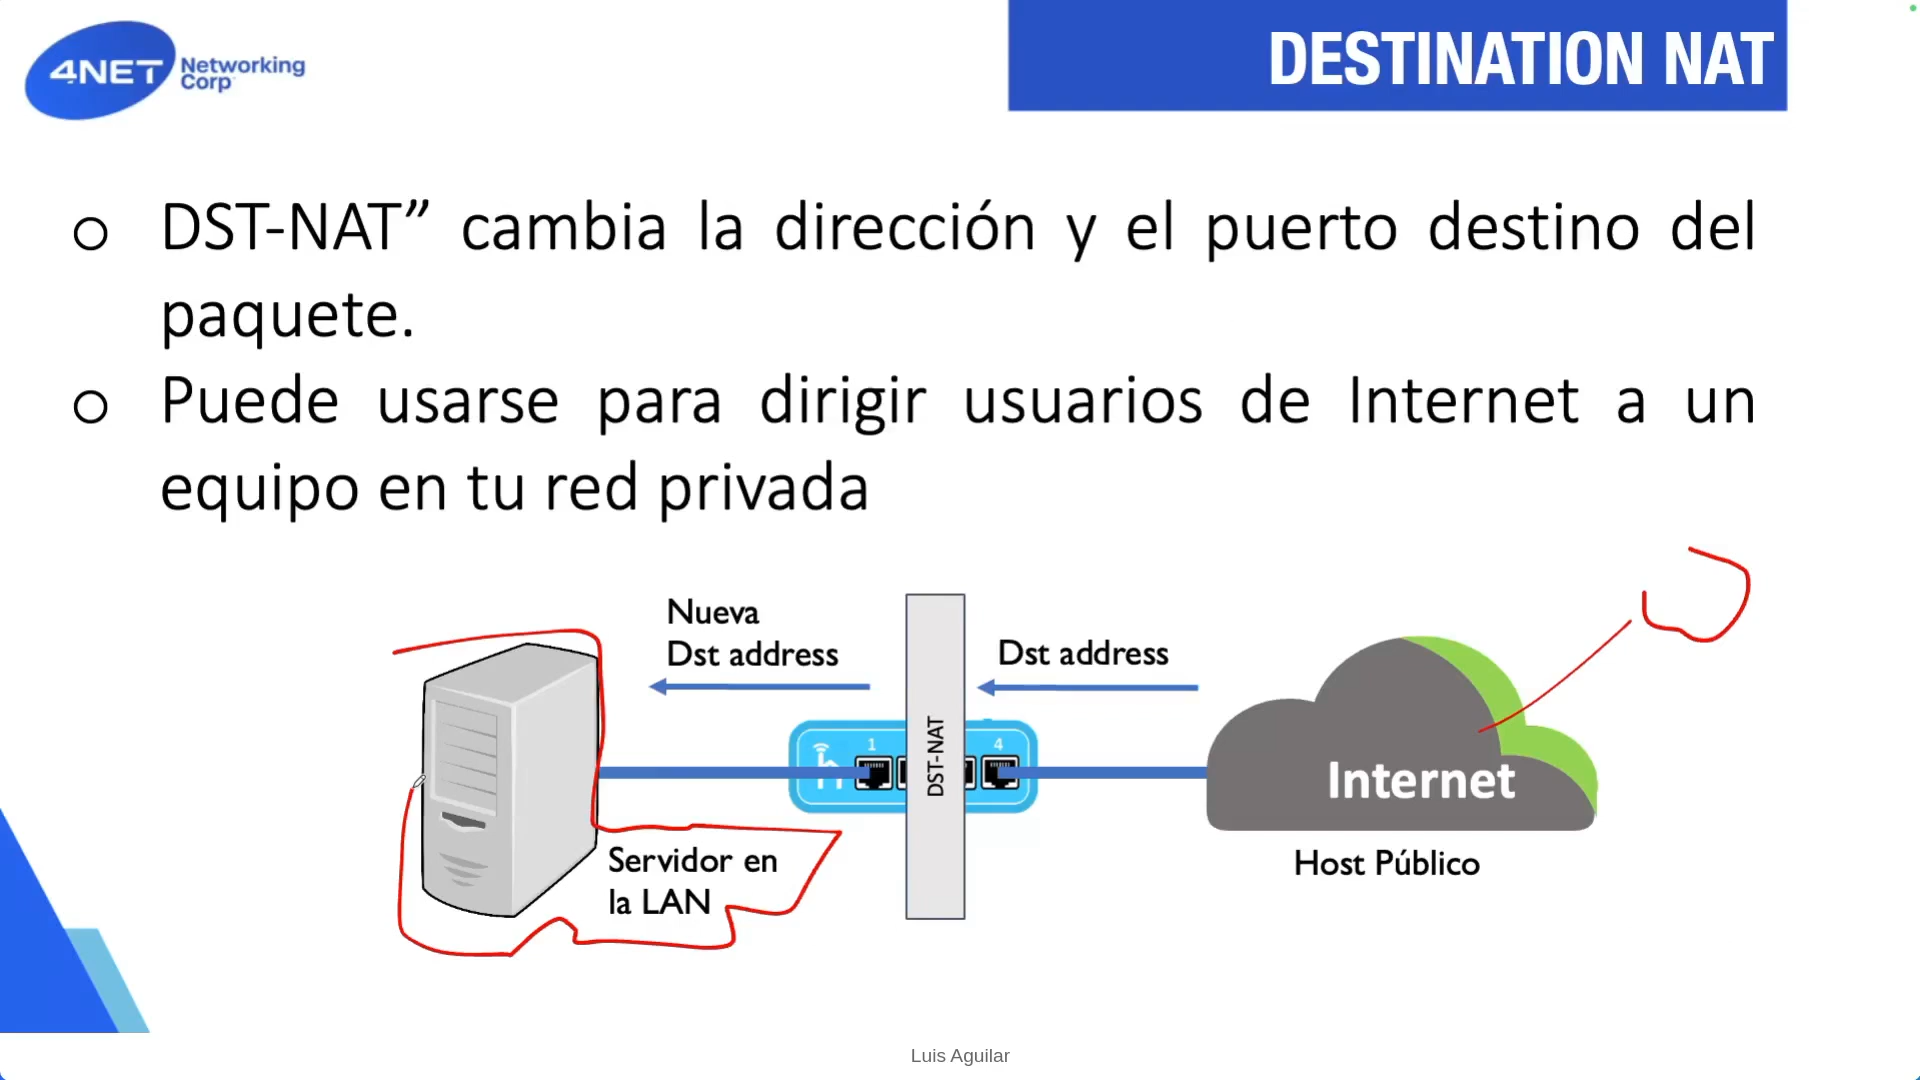 4NET Networking
Corp
DESTINATION NAT
o DST-NAT” cambia la dirección y el puerto destino del
paquete.
o Puede usarse para dirigir usuarios de Internet a un
equipo en tu red privada
Nueva
Dst address
Dst address
1
DST-NAT
4
Internet
Servidor en
la LAN
Host Público
Luis Aguilar